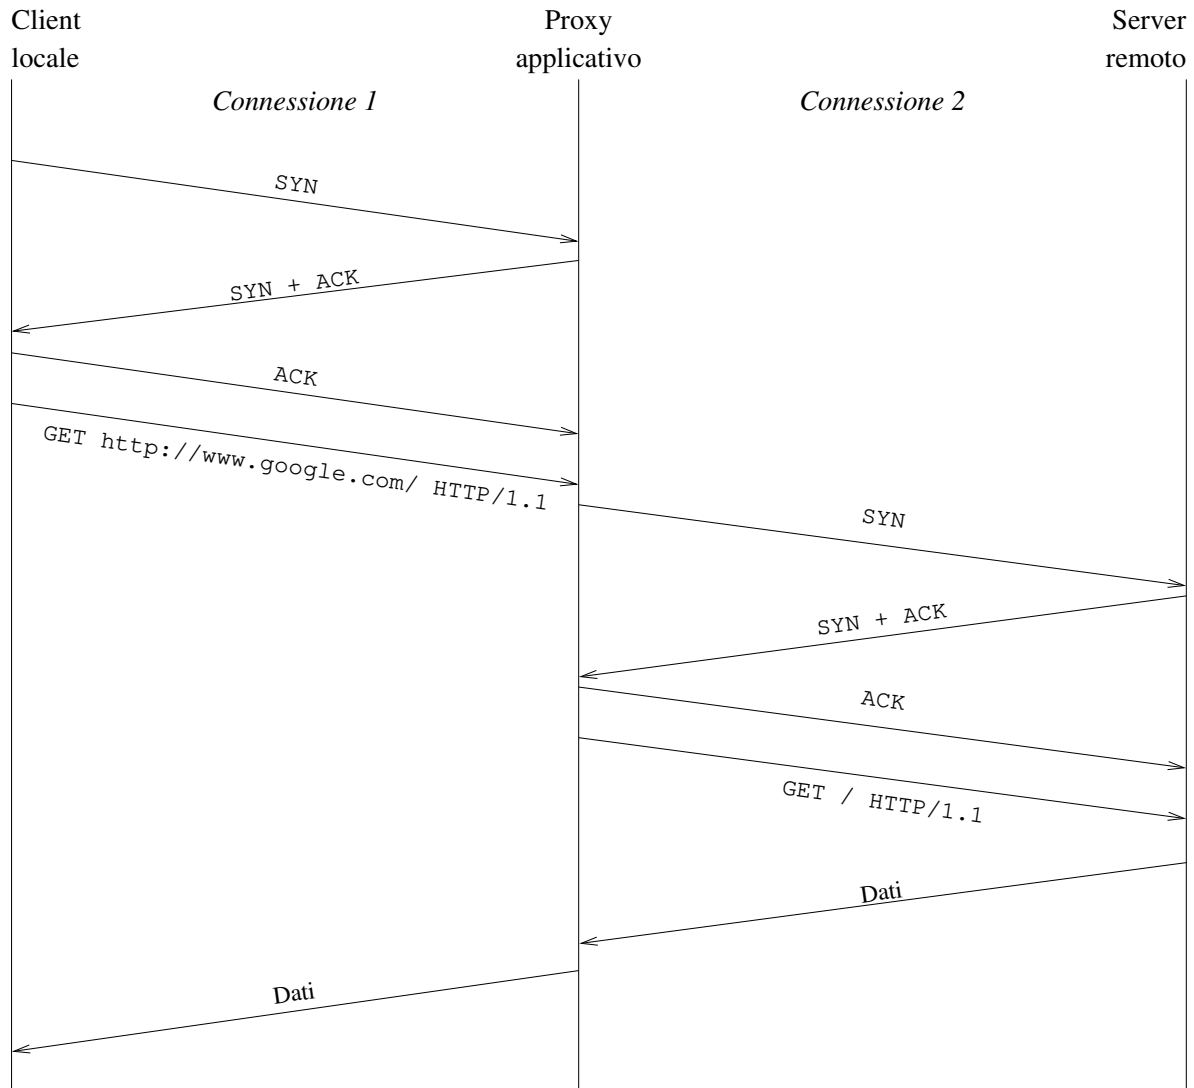 Client
locale
Proxy
applicativo
Server
remoto
Connessione 1
Connessione 2
SYN
SYN + ACK
ACK
GET http://www.google.com/ HTTP/1.1
SYN
SYN + ACK
ACK
GET / HTTP/1.1
Dati
Dati